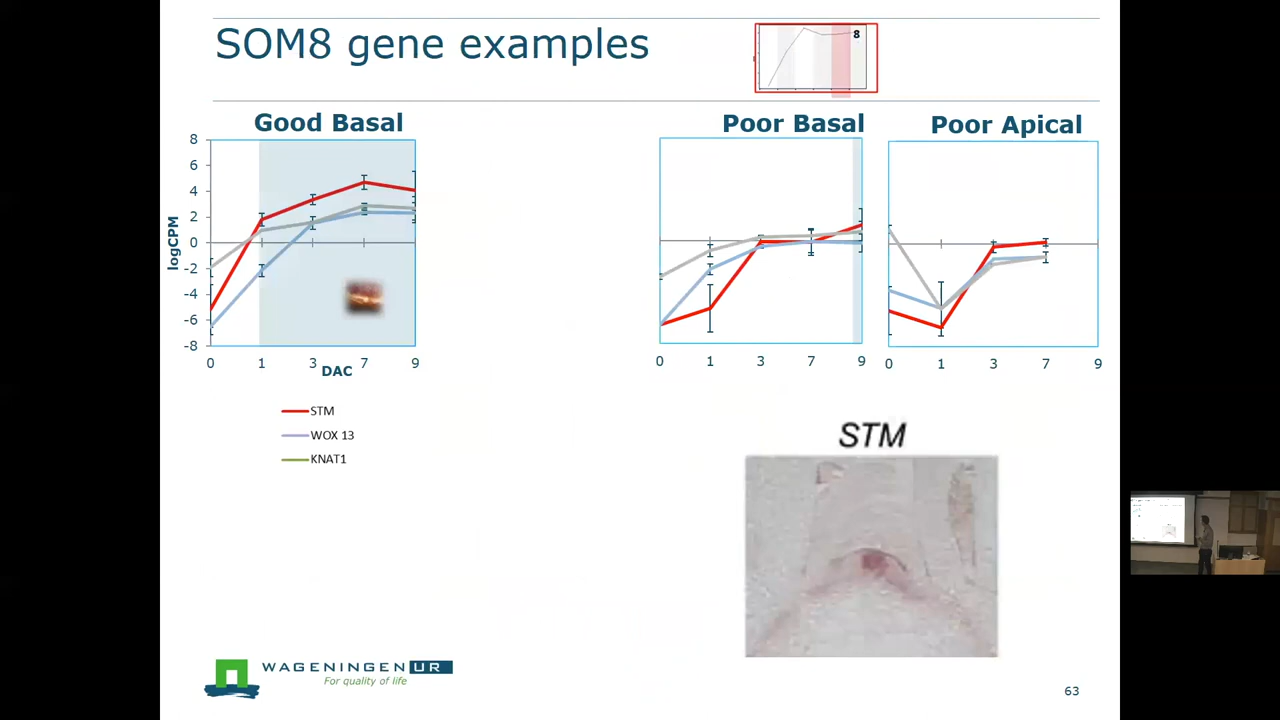 SOM8 gene examples
8
Good Basal
Poor Basal
Poor Apical
8
6
4
2
0
-2
-4
-6
-8
logCPM
0 1 3 7 9
DAC
0 1 3 7 9
0 1 3 7 9
STM
WOX 13
KNAT1
STM
WAGENINGEN UR
For quality of life
63